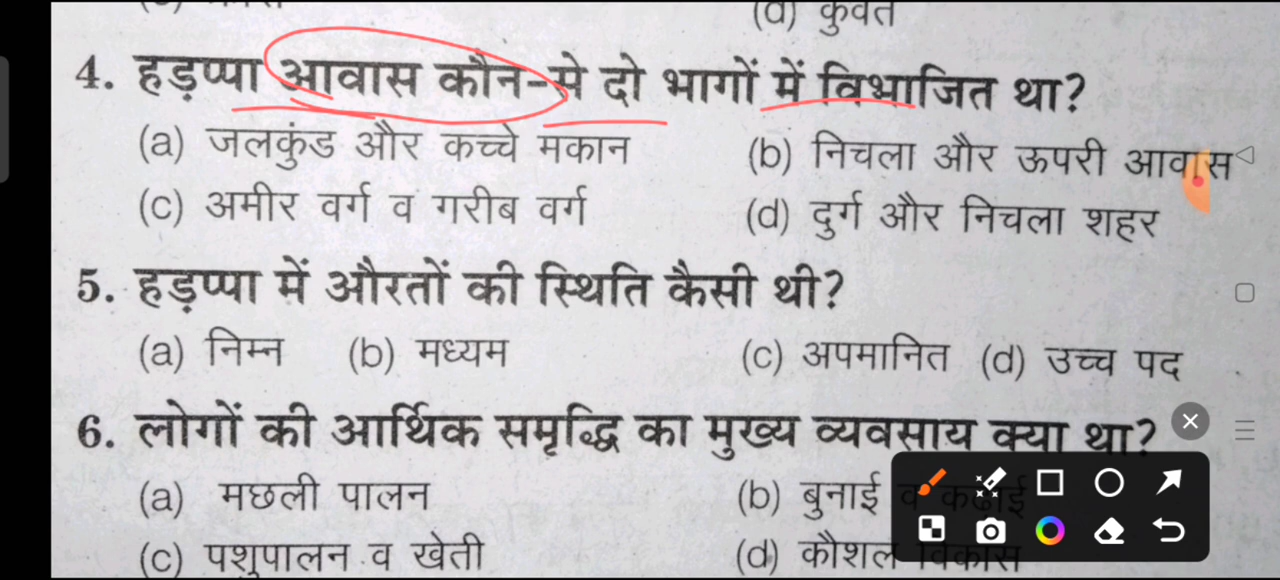 (d) कुवैत
4. हड़प्पा आवास कौन-से दो भागों में विभाजित था?
(a) जलकुंड और कच्चे मकान (b) निचला और ऊपरी आवास
(c) अमीर वर्ग व गरीब वर्ग (d) दुर्ग और निचला शहर
5. हड़प्पा में औरतों की स्थिति कैसी थी?
(a) निम्न (b) मध्यम (c) अपमानित (d) उच्च पद
6. लोगों की आर्थिक समृद्धि का मुख्य व्यवसाय क्या था?
(a) मछली पालन (b) बुनाई व कढ़ाई
(c) पशुपालन व खेती (d) कौशल विकास